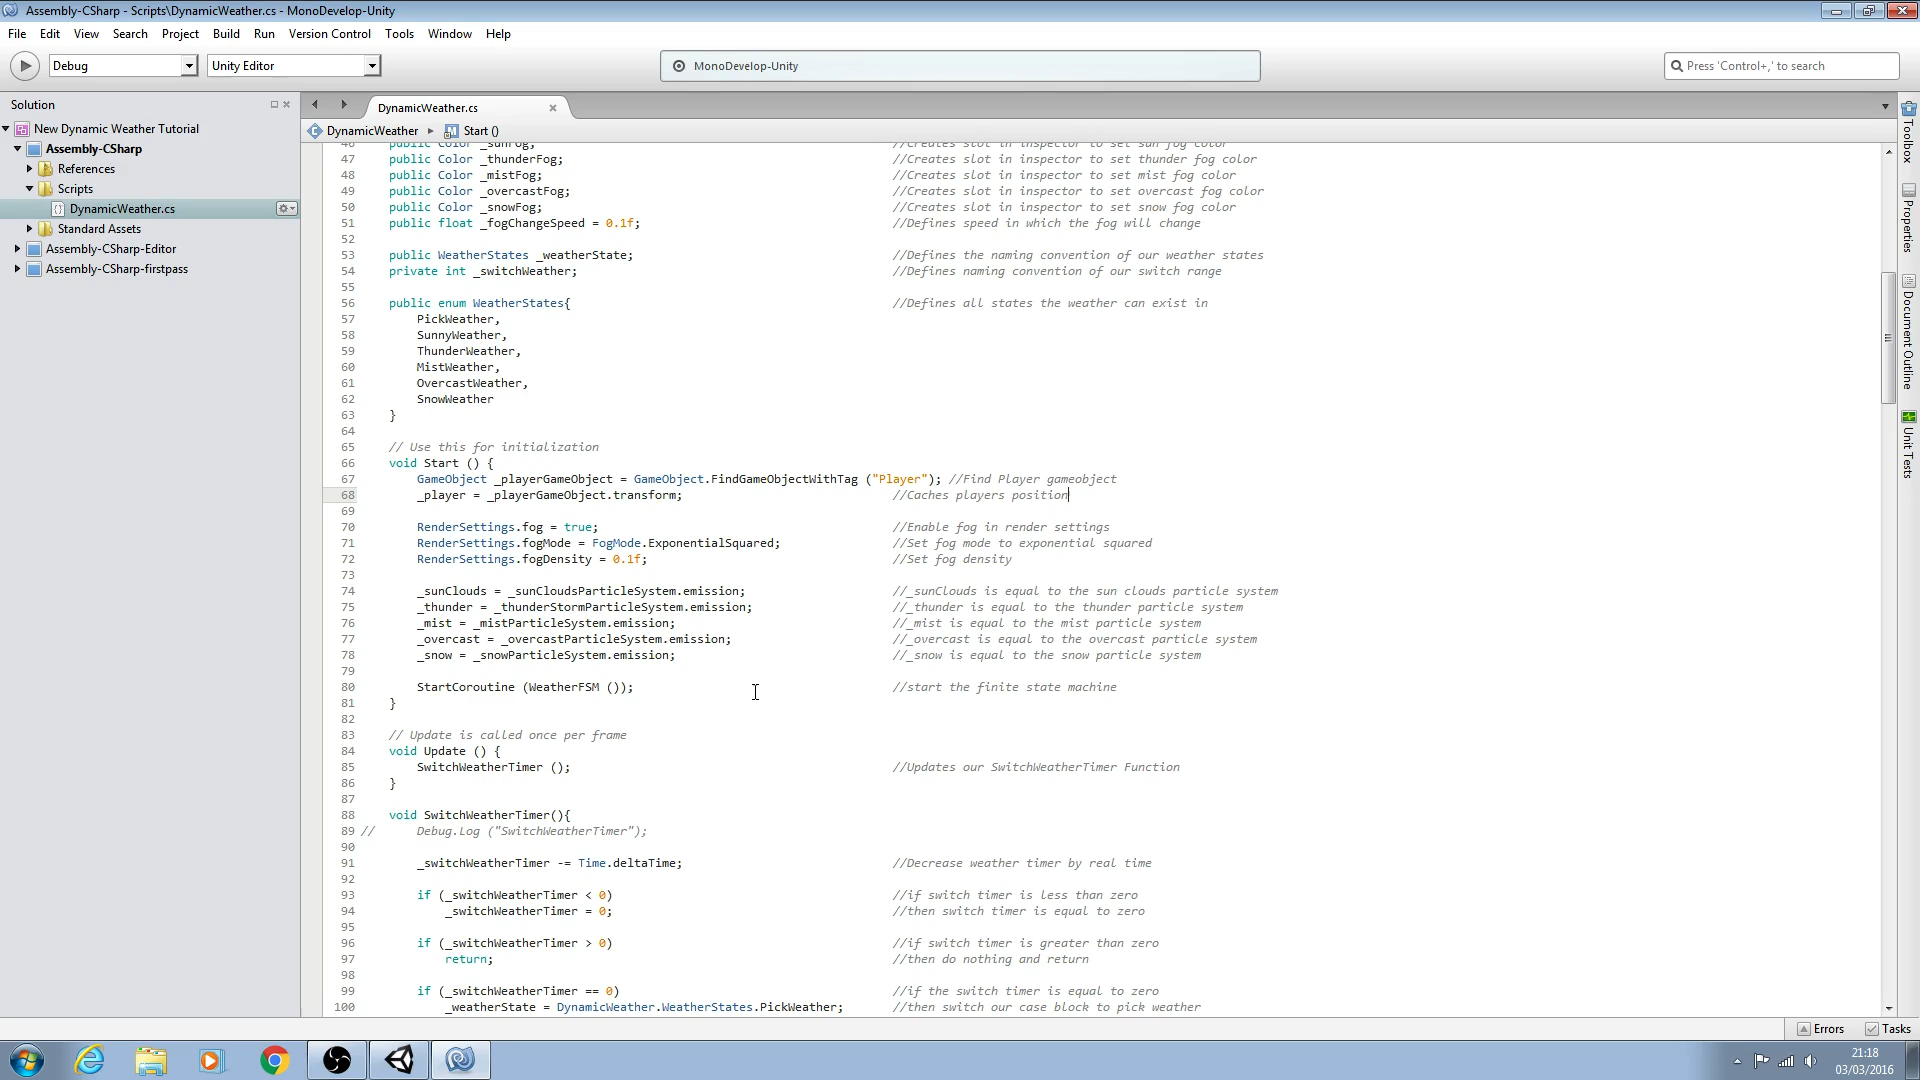 Assembly-CSharp - Scripts\DynamicWeather.cs - MonoDevelop-Unity
File Edit View Search Project Build Run Version Control Tools Window Help
Debug Unity Editor MonoDevelop-Unity Press 'Control+,' to search
Solution
New Dynamic Weather Tutorial
Assembly-CSharp
References
Scripts
DynamicWeather.cs
Standard Assets
Assembly-CSharp-Editor
Assembly-CSharp-firstpass
DynamicWeather.cs
DynamicWeather Start ()
46 public Color _sunFog; //Creates slot in inspector to set sun fog color
47 public Color _thunderFog; //Creates slot in inspector to set thunder fog color
48 public Color _mistFog; //Creates slot in inspector to set mist fog color
49 public Color _overcastFog; //Creates slot in inspector to set overcast fog color
50 public Color _snowFog; //Creates slot in inspector to set snow fog color
51 public float _fogChangeSpeed = 0.1f; //Defines speed in which the fog will change
52
53 public WeatherStates _weatherState; //Defines the naming convention of our weather states
54 private int _switchWeather; //Defines naming convention of our switch range
55
56 public enum WeatherStates{ //Defines all states the weather can exist in
57 PickWeather,
58 SunnyWeather,
59 ThunderWeather,
60 MistWeather,
61 OvercastWeather,
62 SnowWeather
63 }
64
65 // Use this for initialization
66 void Start () {
67 GameObject _playerGameObject = GameObject.FindGameObjectWithTag ("Player"); //Find Player gameobject
68 _player = _playerGameObject.transform; //Caches players position
69
70 RenderSettings.fog = true; //Enable fog in render settings
71 RenderSettings.fogMode = FogMode.ExponentialSquared; //Set fog mode to exponential squared
72 RenderSettings.fogDensity = 0.1f; //Set fog density
73
74 _sunClouds = _sunCloudsParticleSystem.emission; //_sunClouds is equal to the sun clouds particle system
75 _thunder = _thunderStormParticleSystem.emission; //_thunder is equal to the thunder particle system
76 _mist = _mistParticleSystem.emission; //_mist is equal to the mist particle system
77 _overcast = _overcastParticleSystem.emission; //_overcast is equal to the overcast particle system
78 _snow = _snowParticleSystem.emission; //_snow is equal to the snow particle system
79
80 StartCoroutine (WeatherFSM ()); //start the finite state machine
81 }
82
83 // Update is called once per frame
84 void Update () {
85 SwitchWeatherTimer (); //Updates our SwitchWeatherTimer Function
86 }
87
88 void SwitchWeatherTimer(){
89 // Debug.Log ("SwitchWeatherTimer");
90
91 _switchWeatherTimer -= Time.deltaTime; //Decrease weather timer by real time
92
93 if (_switchWeatherTimer < 0) //if switch timer is less than zero
94 _switchWeatherTimer = 0; //then switch timer is equal to zero
95
96 if (_switchWeatherTimer > 0) //if switch timer is greater than zero
97 return; //then do nothing and return
98
99 if (_switchWeatherTimer == 0) //if the switch timer is equal to zero
100 _weatherState = DynamicWeather.WeatherStates.PickWeather; //then switch our case block to pick weather
Toolbox
Properties
Document Outline
Unit Tests
Errors Tasks
21:18
03/03/2016